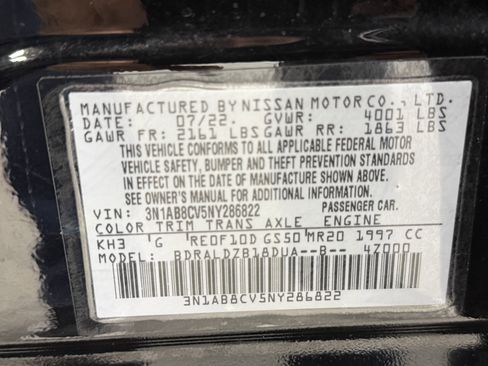 MANUFACTURED BY NISSAN MOTOR CO., LTD.
DATE: 07/22. GVWR: 4001 LBS
GAWR FR: 2161 LBS GAWR RR: 1863 LBS
THIS VEHICLE CONFORMS TO ALL APPLICABLE FEDERAL MOTOR
VEHICLE SAFETY, BUMPER AND THEFT PREVENTION STANDARDS
IN EFFECT ON THE DATE OF MANUFACTURE SHOWN ABOVE.
SEE OWNER'S MANUAL FOR ADDITIONAL INFORMATION
VIN: 3N1AB8CV5NY286822 PASSENGER CAR.
COLOR TRIM TRANS AXLE ENGINE
KH3 'G RE0F10D GS50 MR20 1997 CC
MODEL: BDRALDZB18DUA--B-- 4Z000
3N1AB8CV5NY286822